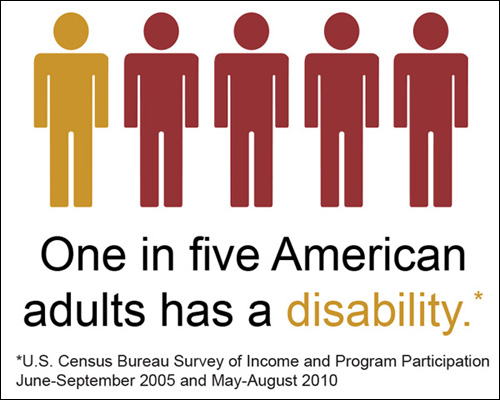 One in five American
adults has a disability.*
*U.S. Census Bureau Survey of Income and Program Participation
June-September 2005 and May-August 2010